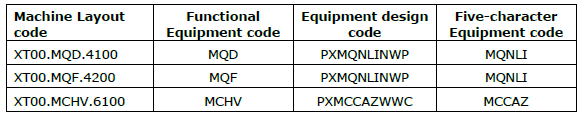 Machine Layout code | Functional Equipment code | Equipment design code | Five-character Equipment code
XT00.MQD.4100 | MQD | PXMQNLINWP | MQNLI
XT00.MQF.4200 | MQF | PXMQNLINWP | MQNLI
XT00.MCHV.6100 | MCHV | PXMCCAZWWC | MCCAZ